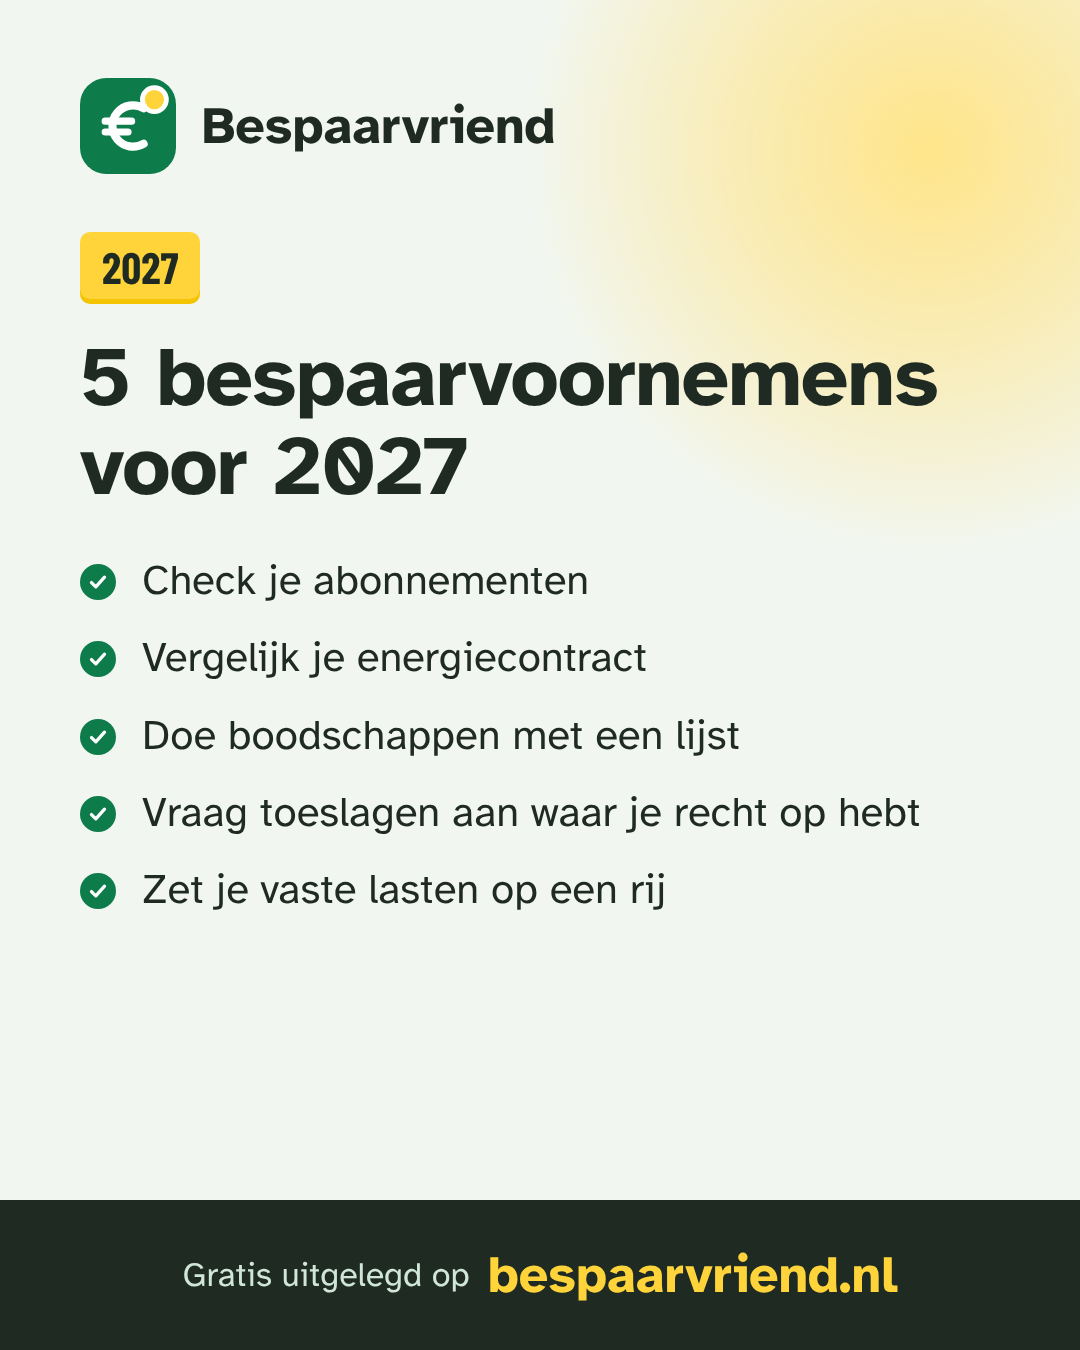 Bespaarvriend
2027
5 bespaarvoornemens
voor 2027
Check je abonnementen
Vergelijk je energiecontract
Doe boodschappen met een lijst
Vraag toeslagen aan waar je recht op hebt
Zet je vaste lasten op een rij
Gratis uitgelegd op bespaarvriend.nl